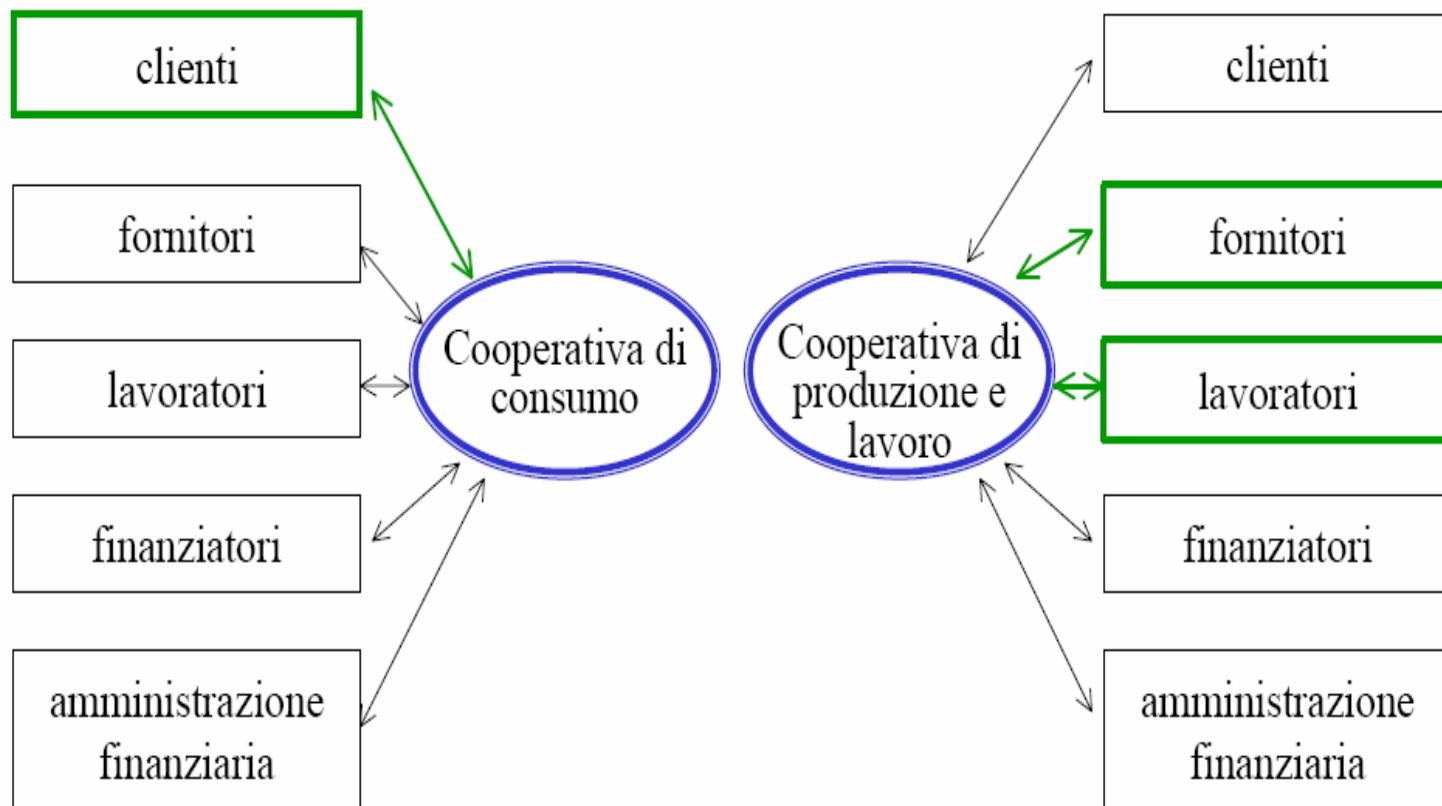 clienti
fornitori
lavoratori
finanziatori
amministrazione
finanziaria
Cooperativa di
consumo
Cooperativa di
produzione e
lavoro
clienti
fornitori
lavoratori
finanziatori
amministrazione
finanziaria